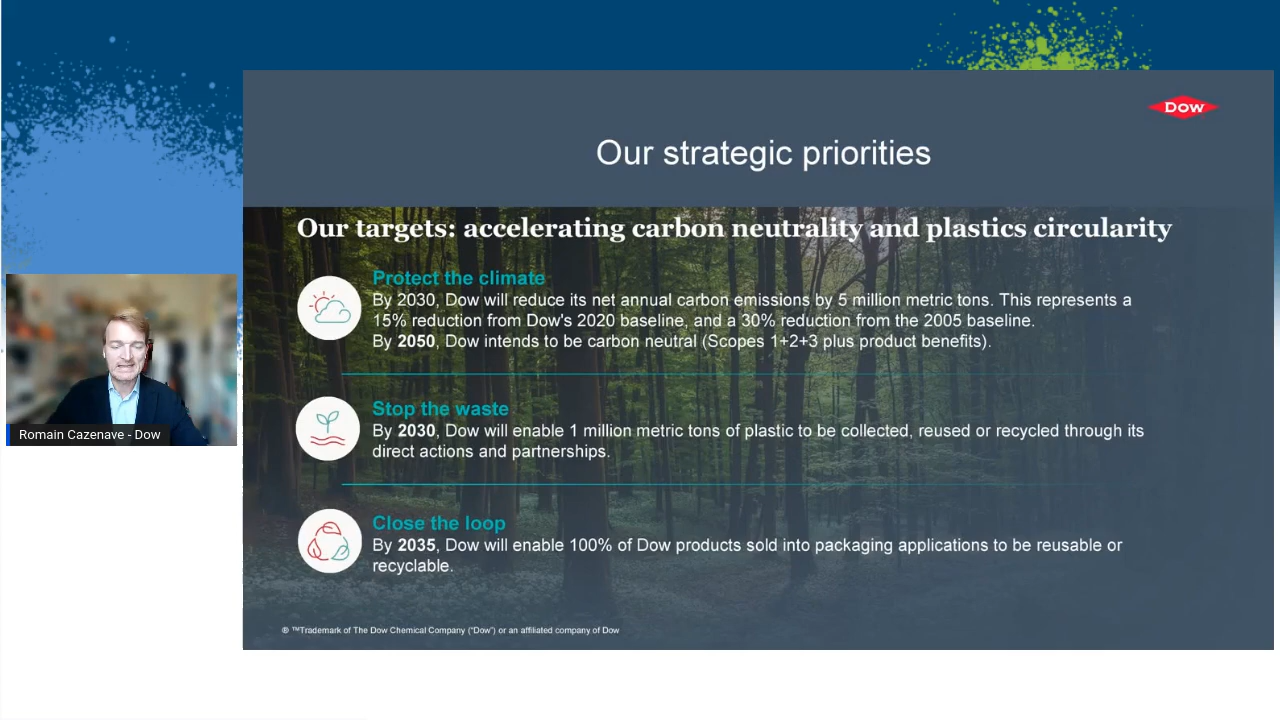 Dow
Our strategic priorities
Our targets: accelerating carbon neutrality and plastics circularity
Protect the climate
By 2030, Dow will reduce its net annual carbon emissions by 5 million metric tons. This represents a
15% reduction from Dow's 2020 baseline, and a 30% reduction from the 2005 baseline.
By 2050, Dow intends to be carbon neutral (Scopes 1+2+3 plus product benefits).
Stop the waste
By 2030, Dow will enable 1 million metric tons of plastic to be collected, reused or recycled through its
direct actions and partnerships.
Close the loop
By 2035, Dow will enable 100% of Dow products sold into packaging applications to be reusable or
recyclable.
® ™Trademark of The Dow Chemical Company ("Dow") or an affiliated company of Dow
Romain Cazenave - Dow